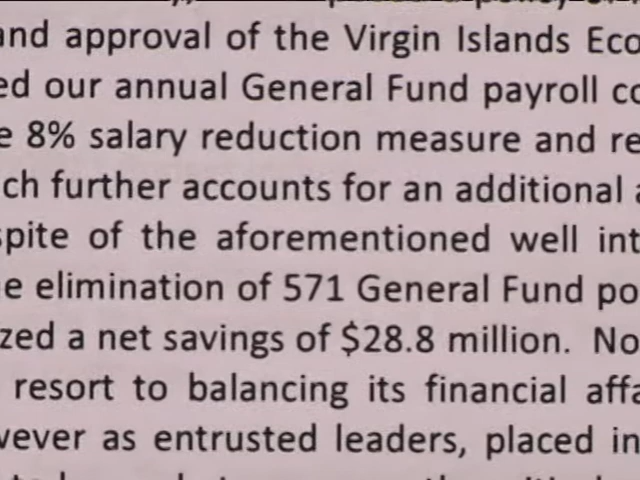 and approval of the Virgin Islands Eco
ed our annual General Fund payroll co
e 8% salary reduction measure and re
ch further accounts for an additional a
spite of the aforementioned well int
e elimination of 571 General Fund po
zed a net savings of $28.8 million. No
resort to balancing its financial affa
vever as entrusted leaders, placed in